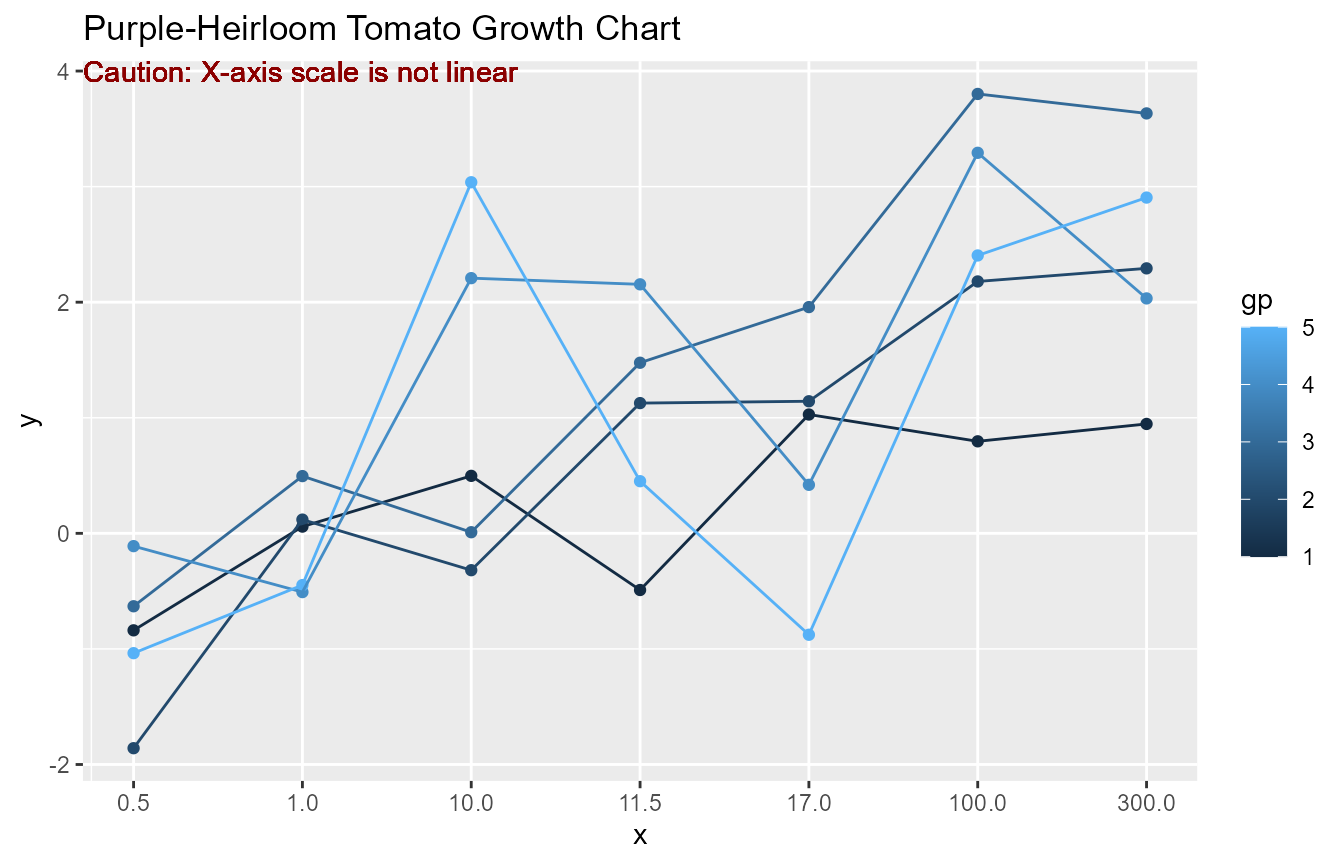 Purple-Heirloom Tomato Growth Chart
Caution: X-axis scale is not linear
4
2
0
-2
y
0.5 1.0 10.0 11.5 17.0 100.0 300.0
x
gp
5
4
3
2
1